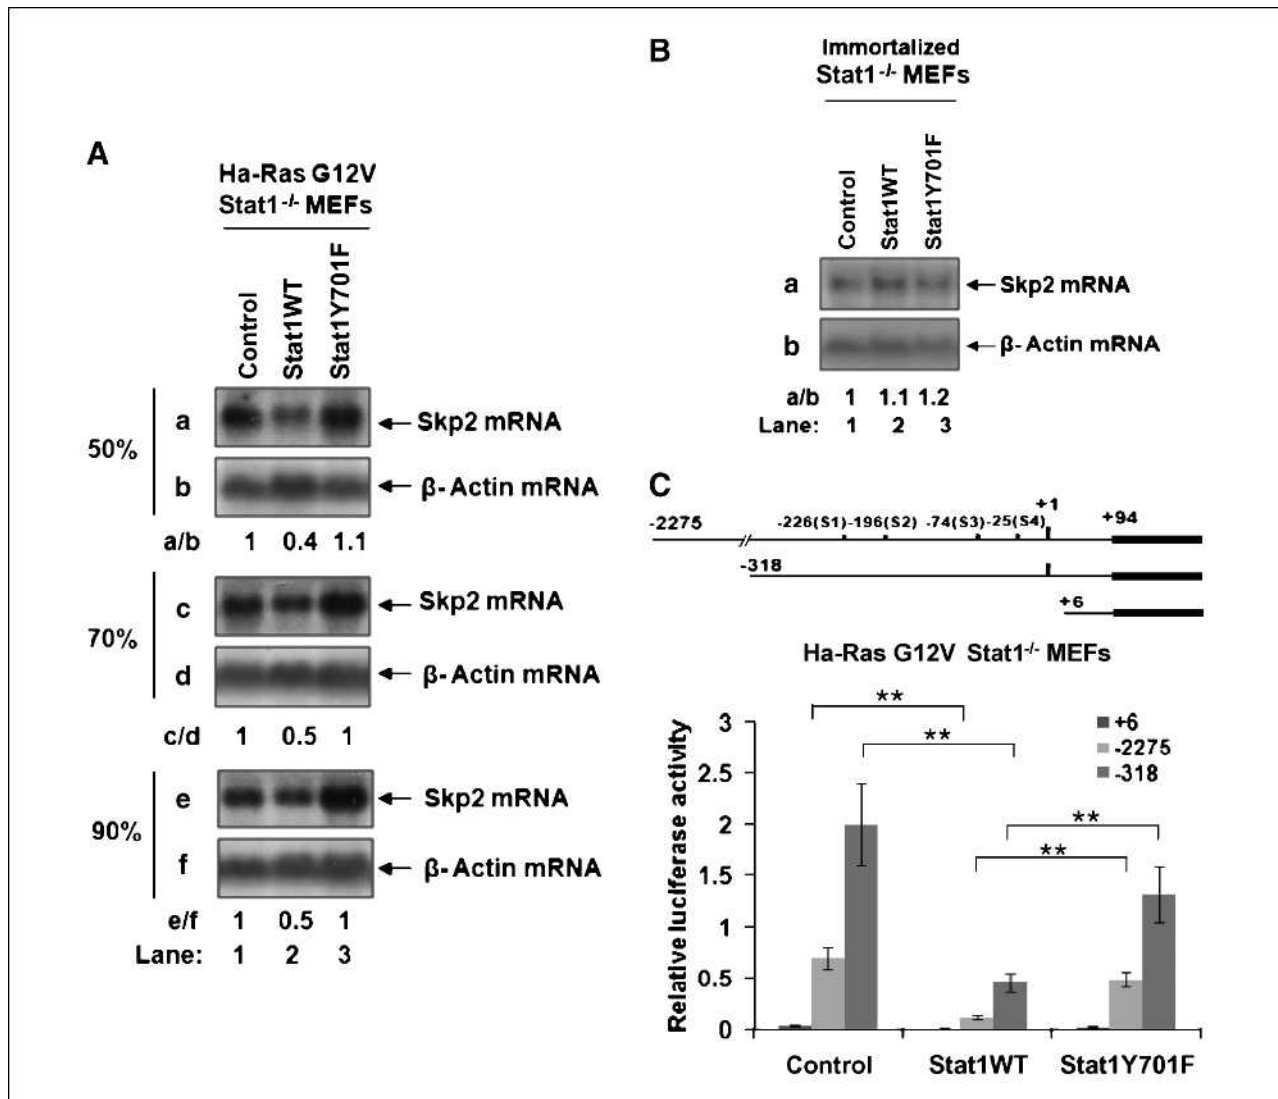 A
Ha-Ras G12V
Stat1-/- MEFs
Control
Stat1WT
Stat1Y701F
50%
a
Skp2 mRNA
b
β- Actin mRNA
a/b 1 0.4 1.1
70%
c
Skp2 mRNA
d
β- Actin mRNA
c/d 1 0.5 1
90%
e
Skp2 mRNA
f
β- Actin mRNA
e/f 1 0.5 1
Lane: 1 2 3
B
Immortalized
Stat1-/- MEFs
Control
Stat1WT
Stat1Y701F
a
Skp2 mRNA
b
β- Actin mRNA
a/b 1 1.1 1.2
Lane: 1 2 3
C
-2275 -226(S1) -196(S2) -74(S3) -25(S4) +1 +94
-318
+6
Ha-Ras G12V Stat1-/- MEFs
Relative luciferase activity
3
2.5
2
1.5
1
0.5
0
**
**
**
**
+6
-2275
-318
Control Stat1WT Stat1Y701F